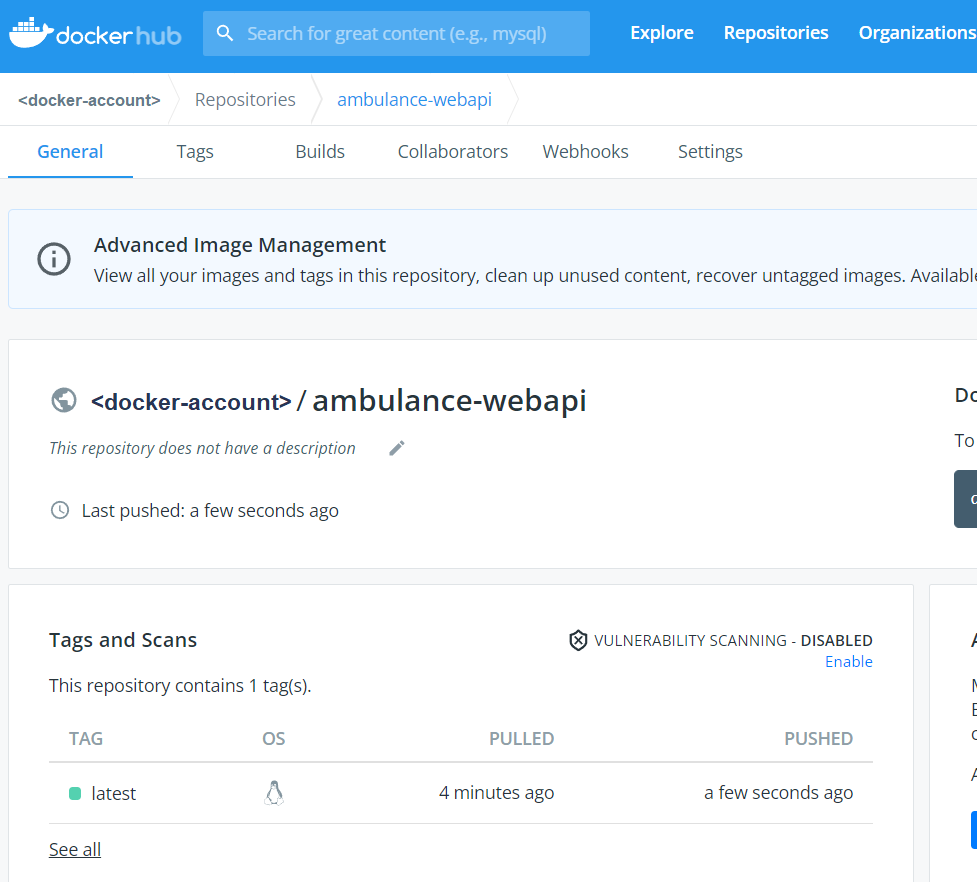 docker hub
Search for great content (e.g., mysql)
Explore
Repositories
Organizations
<docker-account>
Repositories
ambulance-webapi
General
Tags
Builds
Collaborators
Webhooks
Settings
Advanced Image Management
View all your images and tags in this repository, clean up unused content, recover untagged images. Available
<docker-account> / ambulance-webapi
This repository does not have a description
Last pushed: a few seconds ago
Do
To
Tags and Scans
VULNERABILITY SCANNING - DISABLED
Enable
This repository contains 1 tag(s).
TAG
OS
PULLED
PUSHED
latest
4 minutes ago
a few seconds ago
See all